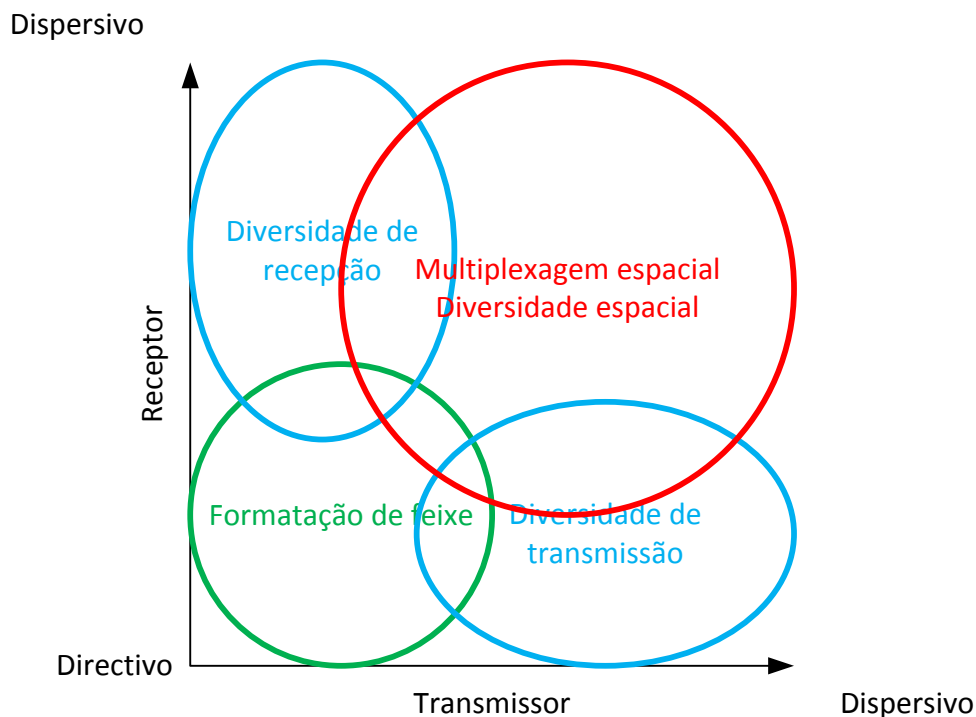 Dispersivo
Diversidade de
recepção
Multiplexagem espacial
Diversidade espacial
Receptor
Formatação de feixe
Diversidade de
transmissão
Directivo
Transmissor
Dispersivo